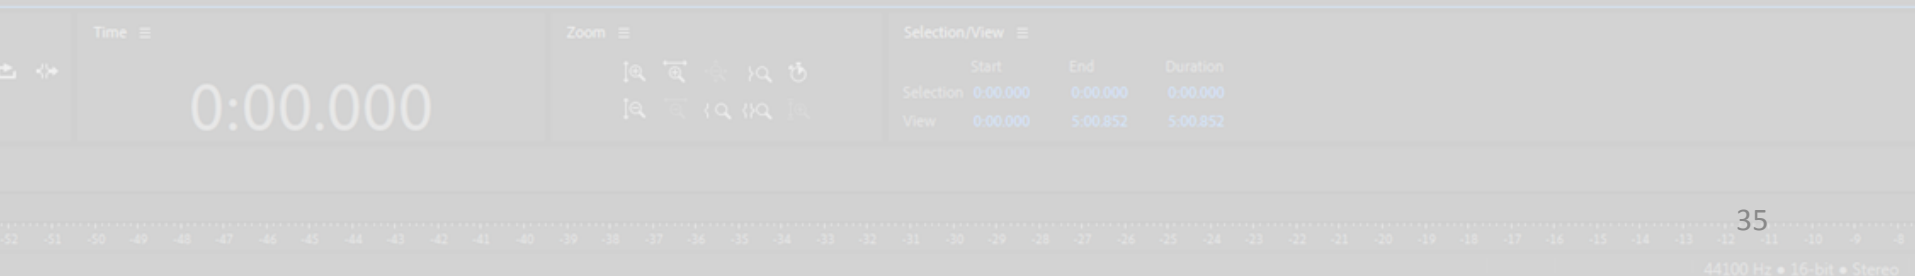 Time Zoom Selection/View
Start End Duration
Selection 0:00.000 0:00.000 0:00.000
0:00.000
View 0:00.000 5:00.852 5:00.852
35
-52 -51 -50 -49 -48 -47 -46 -45 -44 -43 -42 -41 -40 -39 -38 -37 -36 -35 -34 -33 -32 -31 -30 -29 -28 -27 -26 -25 -24 -23 -22 -21 -20 -19 -18 -17 -16 -15 -14 -13 -12 -11 -10 -9 -8
44100 Hz ● 16-bit ● Stereo